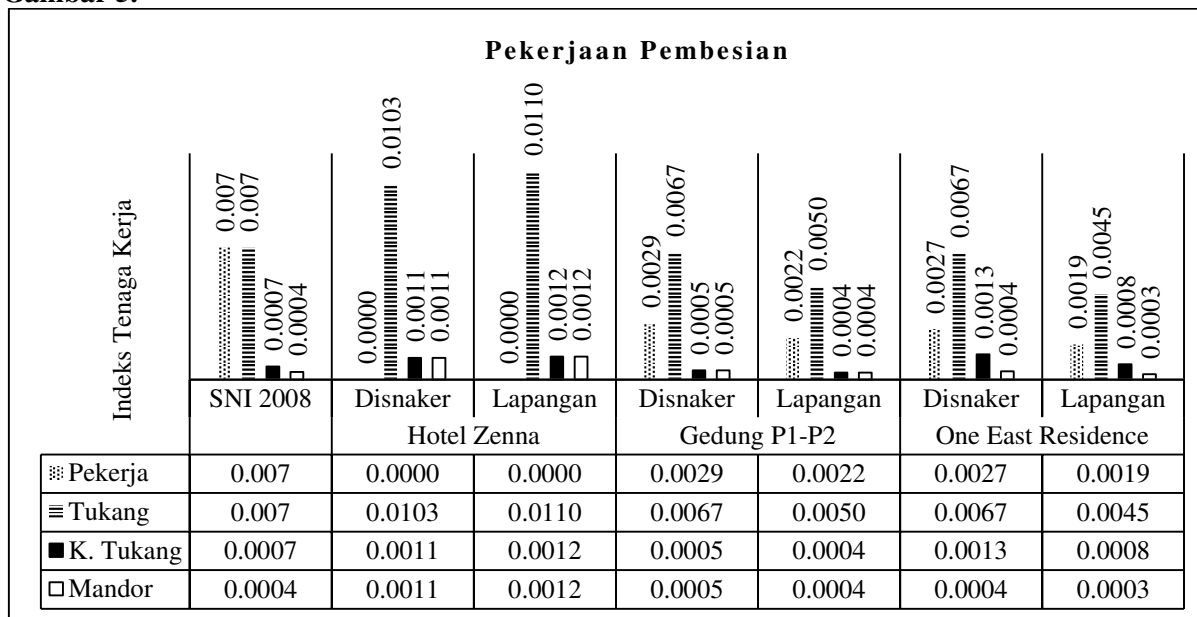 Gambar 3.
Pekerjaan Pembesian
Indeks Tenaga Kerja
0.007 0.007 0.0007 0.0004
0.0000 0.0103 0.0011 0.0011
0.0000 0.0110 0.0012 0.0012
0.0029 0.0067 0.0005 0.0005
0.0022 0.0050 0.0004 0.0004
0.0027 0.0067 0.0013 0.0004
0.0019 0.0045 0.0008 0.0003
SNI 2008 Disnaker Lapangan Disnaker Lapangan Disnaker Lapangan
Hotel Zenna Gedung P1-P2 One East Residence
Pekerja 0.007 0.0000 0.0000 0.0029 0.0022 0.0027 0.0019
Tukang 0.007 0.0103 0.0110 0.0067 0.0050 0.0067 0.0045
K. Tukang 0.0007 0.0011 0.0012 0.0005 0.0004 0.0013 0.0008
Mandor 0.0004 0.0011 0.0012 0.0005 0.0004 0.0004 0.0003